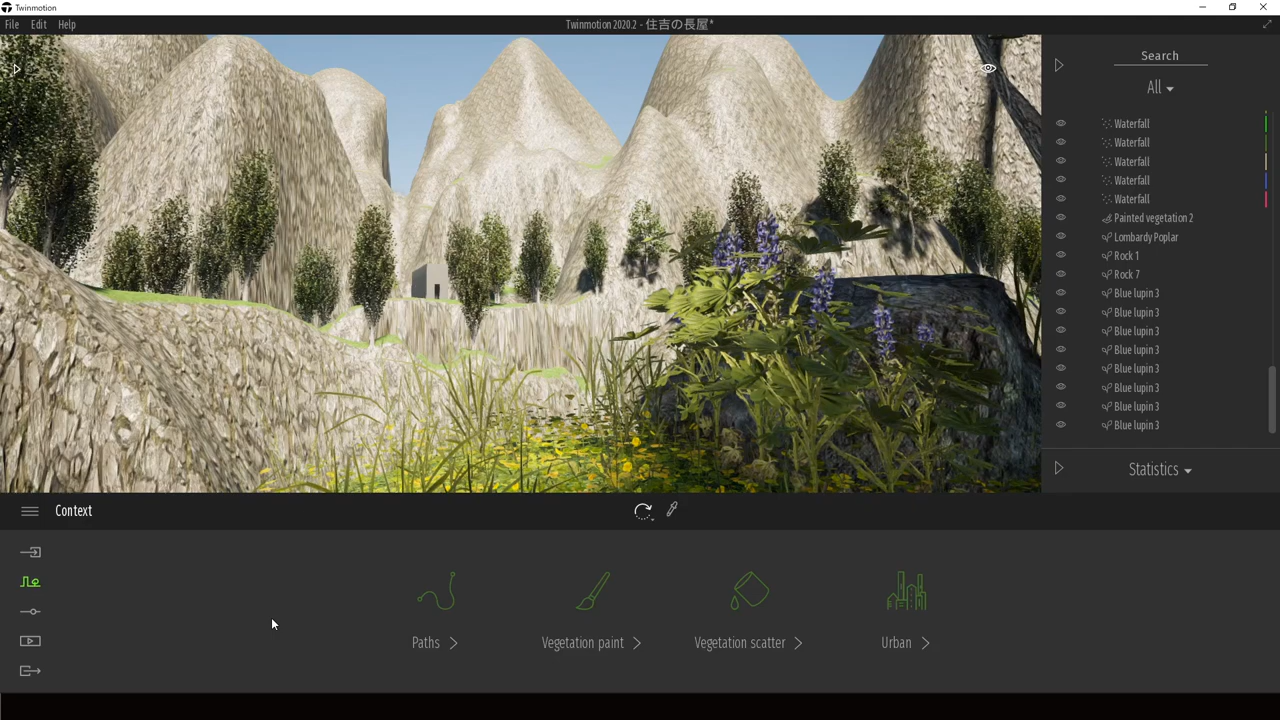 Twinmotion
File Edit Help
Twinmotion 2020.2 - 住吉の長屋*
Search
All
Waterfall
Waterfall
Waterfall
Waterfall
Waterfall
Painted vegetation 2
Lombardy Poplar
Rock 1
Rock 7
Blue lupin 3
Blue lupin 3
Blue lupin 3
Blue lupin 3
Blue lupin 3
Blue lupin 3
Blue lupin 3
Blue lupin 3
Statistics
Context
Paths
Vegetation paint
Vegetation scatter
Urban